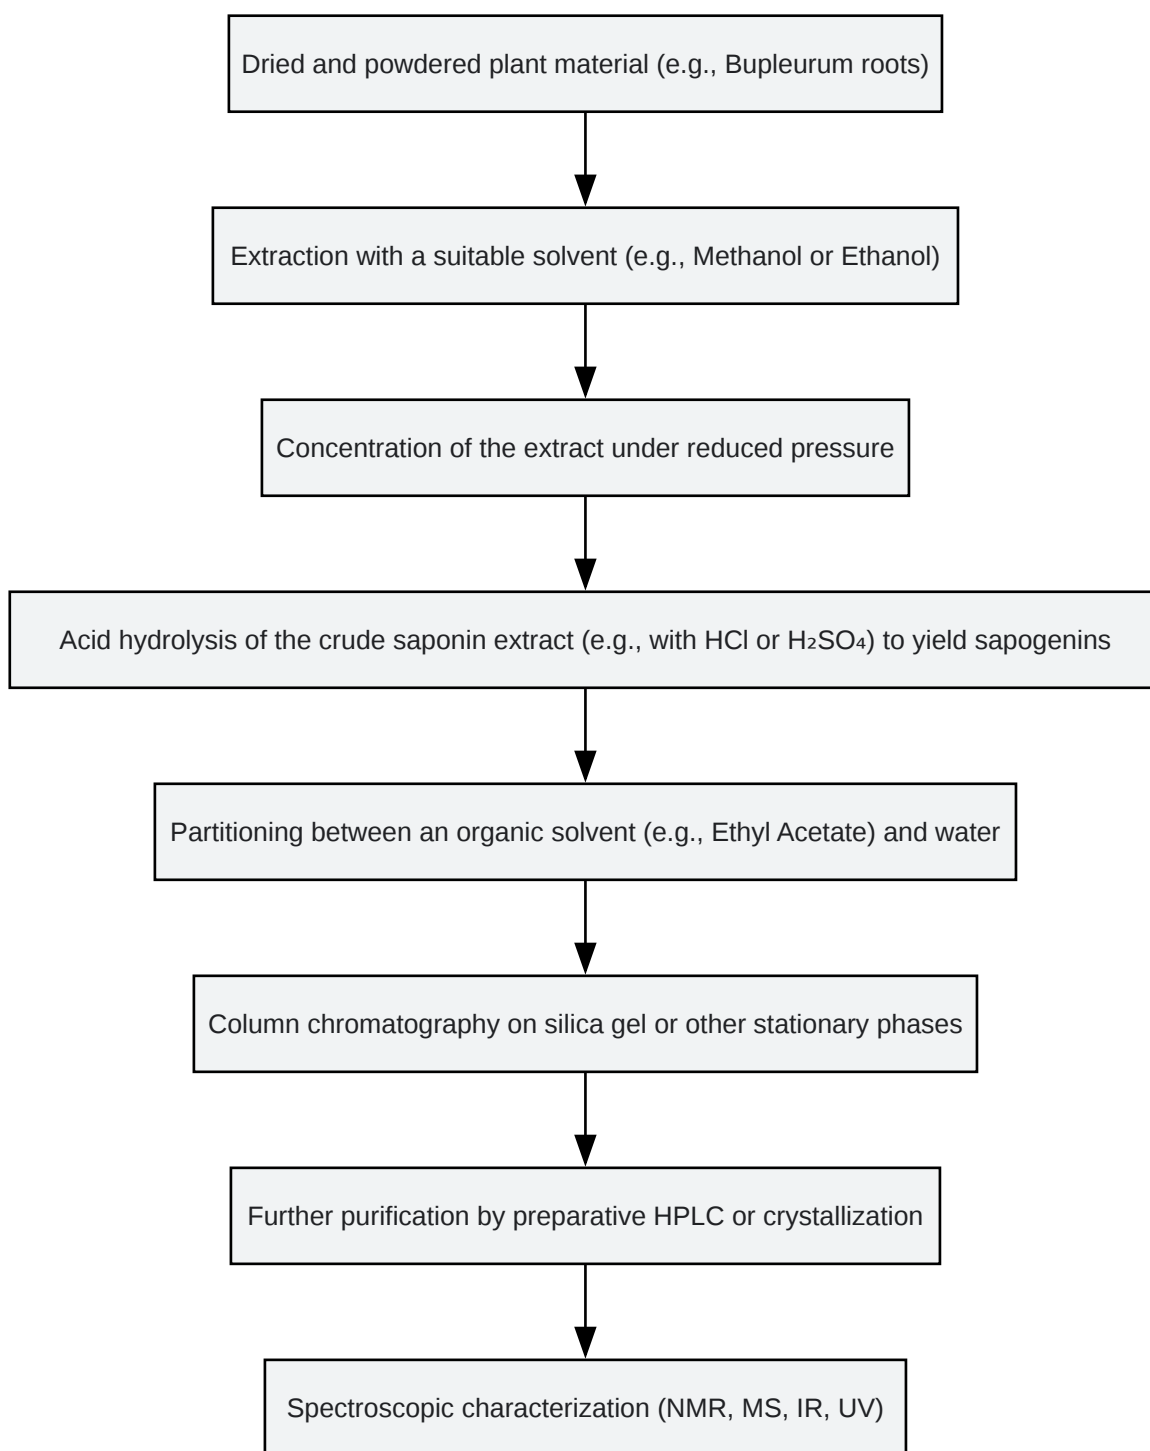 Dried and powdered plant material (e.g., Bupleurum roots)
Extraction with a suitable solvent (e.g., Methanol or Ethanol)
Concentration of the extract under reduced pressure
Acid hydrolysis of the crude saponin extract (e.g., with HCl or H₂SO₄) to yield sapogenins
Partitioning between an organic solvent (e.g., Ethyl Acetate) and water
Column chromatography on silica gel or other stationary phases
Further purification by preparative HPLC or crystallization
Spectroscopic characterization (NMR, MS, IR, UV)